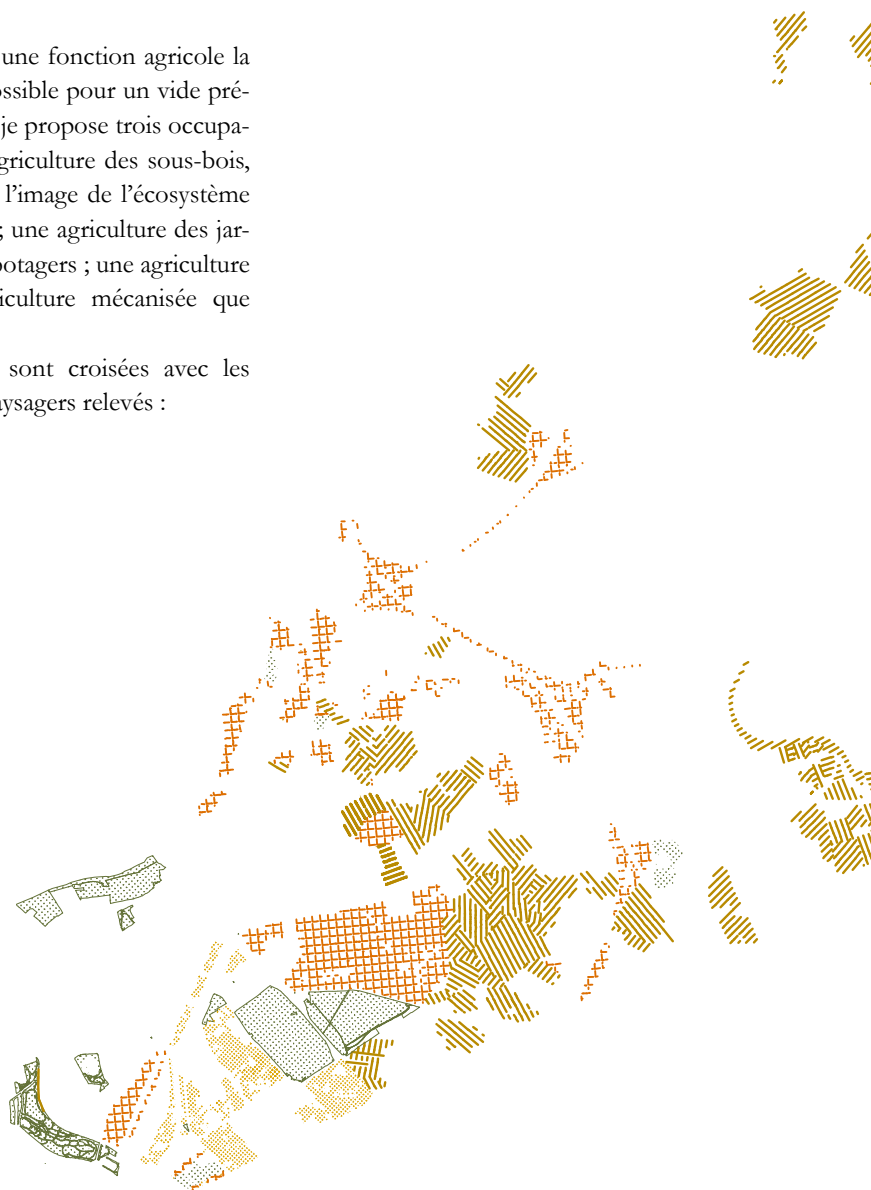 une fonction agricole la
ossible pour un vide pré-
je propose trois occupa-
griculture des sous-bois,
l’image de l’écosystème
; une agriculture des jar-
potagers ; une agriculture
iculture mécanisée que
sont croisées avec les
aysagers relevés :